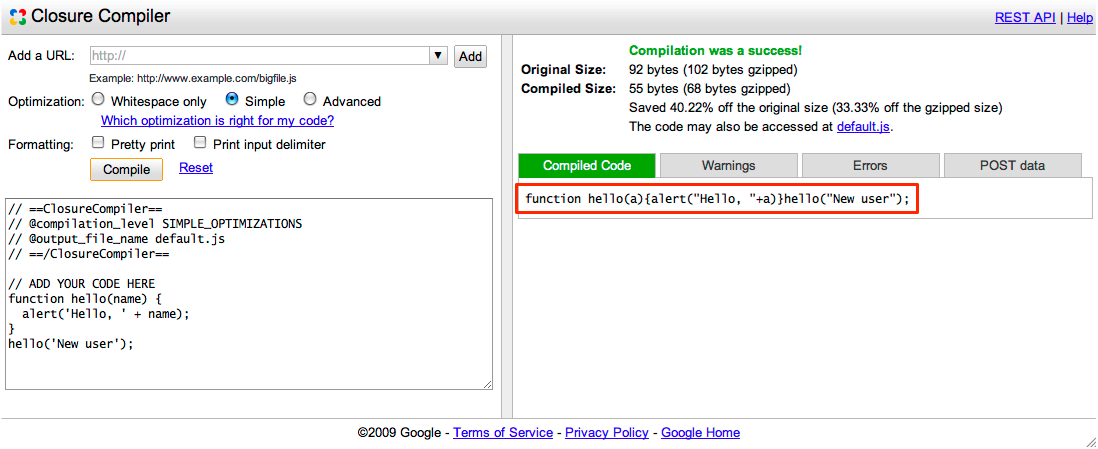 Closure Compiler
REST API | Help
Add a URL: http:// Add
Example: http://www.example.com/bigfile.js
Optimization: Whitespace only Simple Advanced
Which optimization is right for my code?
Formatting: Pretty print Print input delimiter
Compile Reset
// ==ClosureCompiler==
// @compilation_level SIMPLE_OPTIMIZATIONS
// @output_file_name default.js
// ==/ClosureCompiler==
// ADD YOUR CODE HERE
function hello(name) {
  alert('Hello, ' + name);
}
hello('New user');
Compilation was a success!
Original Size: 92 bytes (102 bytes gzipped)
Compiled Size: 55 bytes (68 bytes gzipped)
Saved 40.22% off the original size (33.33% off the gzipped size)
The code may also be accessed at default.js.
Compiled Code Warnings Errors POST data
function hello(a){alert("Hello, "+a)}hello("New user");
©2009 Google - Terms of Service - Privacy Policy - Google Home